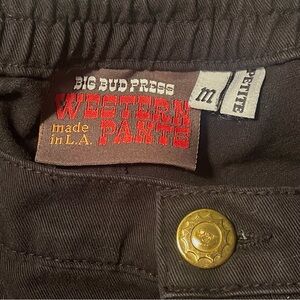 BIG BUD PRESS
WESTERN
PANTS
made
in L.A.
m
PETITE